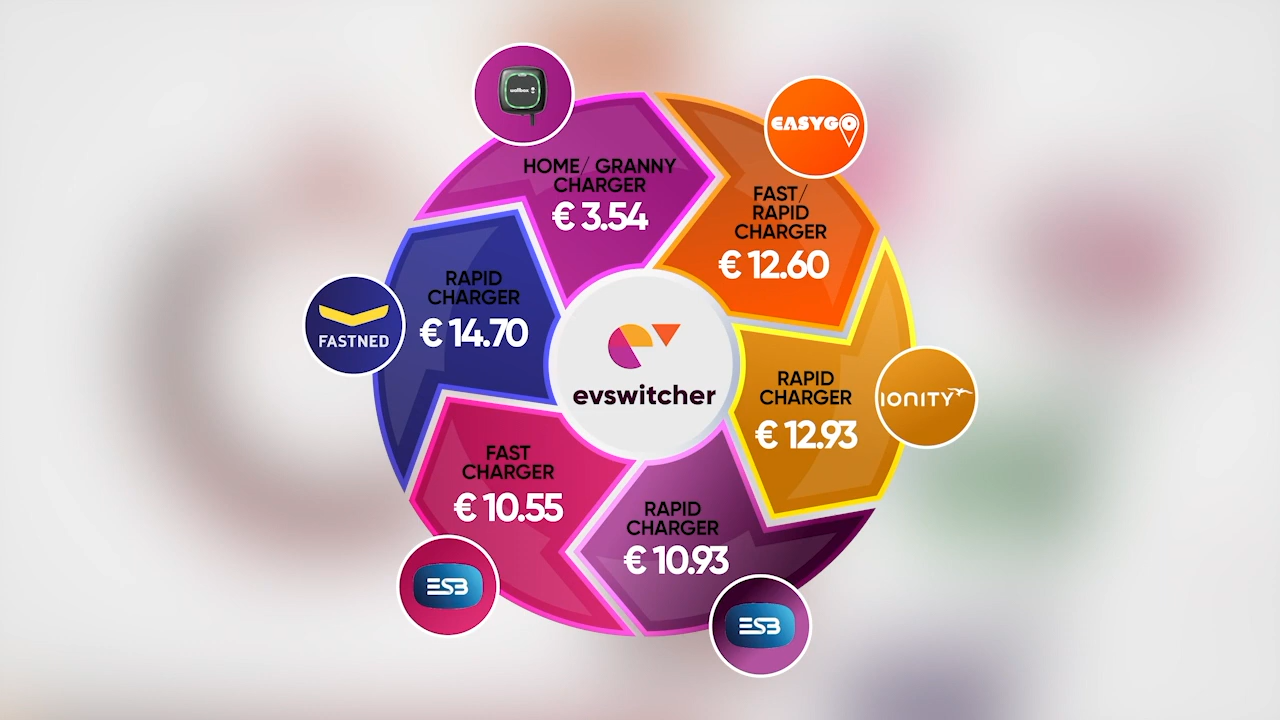 wallbox
HOME/ GRANNY
CHARGER
€ 3.54
EASYGO
FAST/
RAPID
CHARGER
€ 12.60
RAPID
CHARGER
€ 12.93
IONITY
RAPID
CHARGER
€ 10.93
ESB
FAST
CHARGER
€ 10.55
ESB
RAPID
CHARGER
€ 14.70
FASTNED
evswitcher